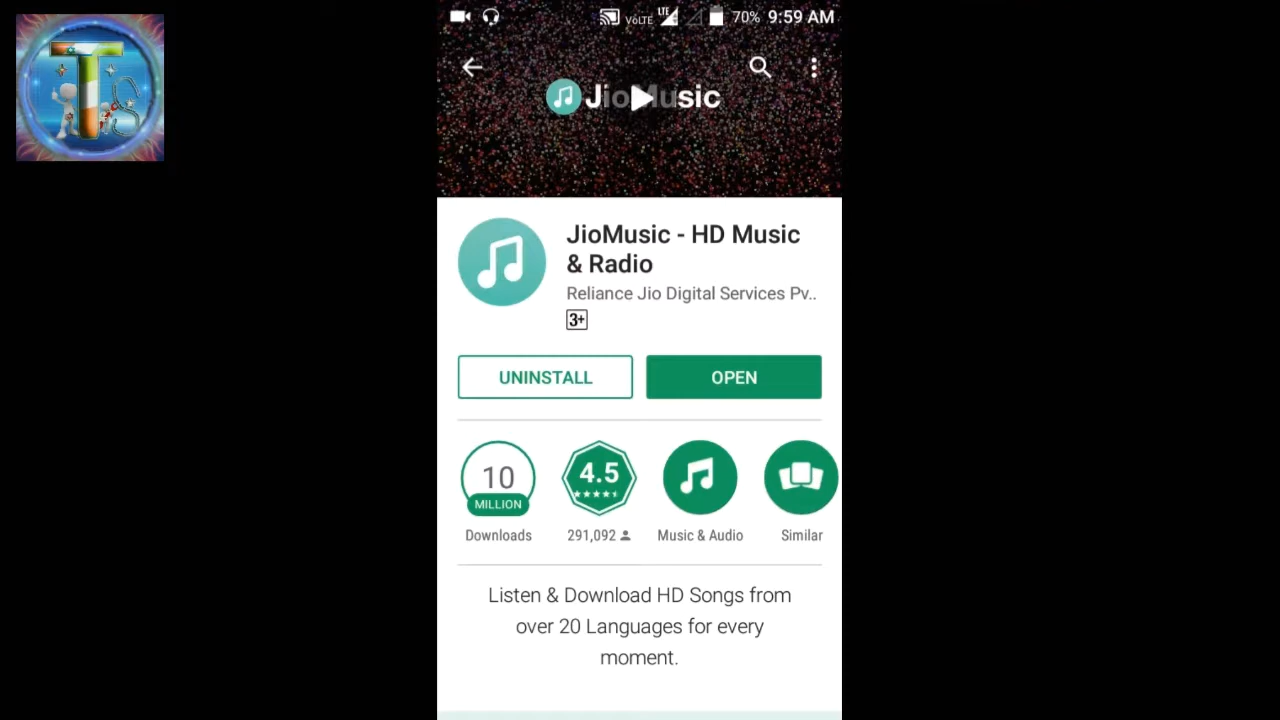 TS
VoLTE LTE 70% 9:59 AM
JioMusic
JioMusic - HD Music
& Radio
Reliance Jio Digital Services Pv..
3+
UNINSTALL
OPEN
10
MILLION
Downloads
4.5
291,092
Music & Audio
Similar
Listen & Download HD Songs from
over 20 Languages for every
moment.